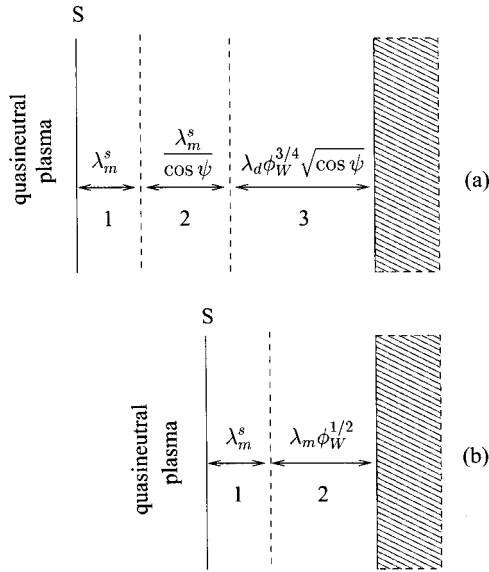 S
quasineutral
plasma
λ_m^s
λ_m^s / cos ψ
λ_d ϕ_W^{3/4} √cos ψ
1
2
3
(a)
S
quasineutral
plasma
λ_m^s
λ_m ϕ_W^{1/2}
1
2
(b)